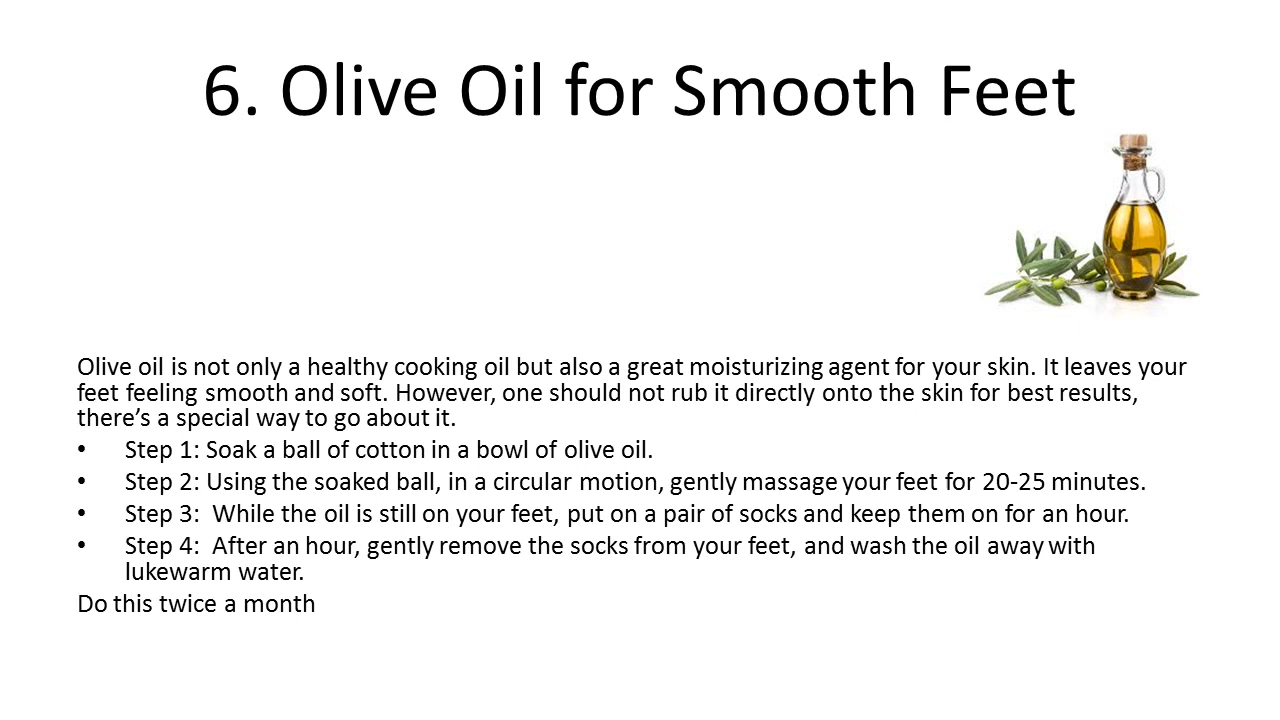 6. Olive Oil for Smooth Feet
Olive oil is not only a healthy cooking oil but also a great moisturizing agent for your skin. It leaves your
feet feeling smooth and soft. However, one should not rub it directly onto the skin for best results,
there’s a special way to go about it.
• Step 1: Soak a ball of cotton in a bowl of olive oil.
• Step 2: Using the soaked ball, in a circular motion, gently massage your feet for 20-25 minutes.
• Step 3:  While the oil is still on your feet, put on a pair of socks and keep them on for an hour.
• Step 4:  After an hour, gently remove the socks from your feet, and wash the oil away with
lukewarm water.
Do this twice a month